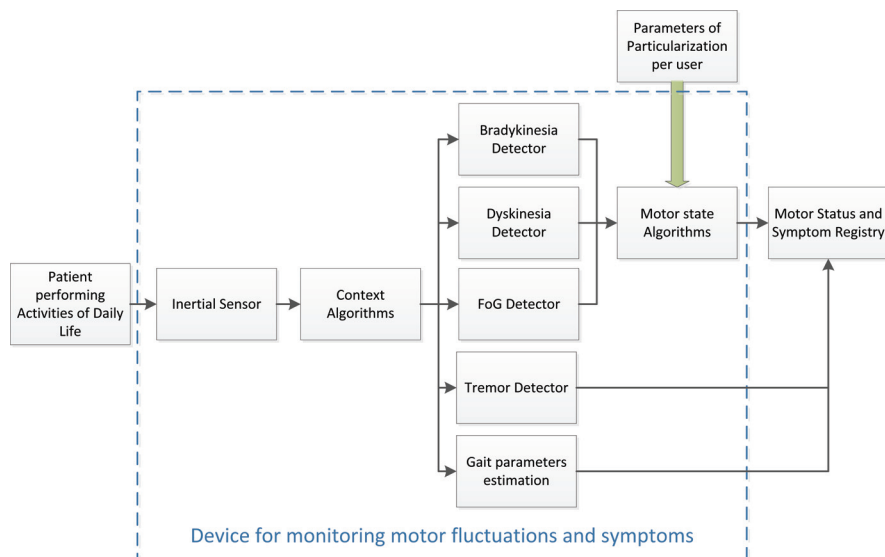 Parameters of
Particularization
per user
Bradykinesia
Detector
Dyskinesia
Detector
Motor state
Algorithms
Motor Status and
Symptom Registry
Patient
performing
Activities of Daily
Life
Inertial Sensor
Context
Algorithms
FoG Detector
Tremor Detector
Gait parameters
estimation
Device for monitoring motor fluctuations and symptoms